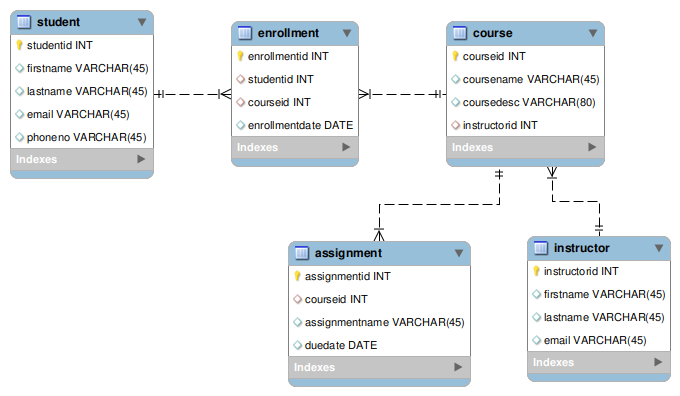 student
studentid INT
firstname VARCHAR(45)
lastname VARCHAR(45)
email VARCHAR(45)
phoneno VARCHAR(45)
Indexes
enrollment
enrollmentid INT
studentid INT
courseid INT
enrollmentdate DATE
Indexes
course
courseid INT
coursename VARCHAR(45)
coursedesc VARCHAR(80)
instructorid INT
Indexes
assignment
assignmentid INT
courseid INT
assignmentname VARCHAR(45)
duedate DATE
Indexes
instructor
instructorid INT
firstname VARCHAR(45)
lastname VARCHAR(45)
email VARCHAR(45)
Indexes